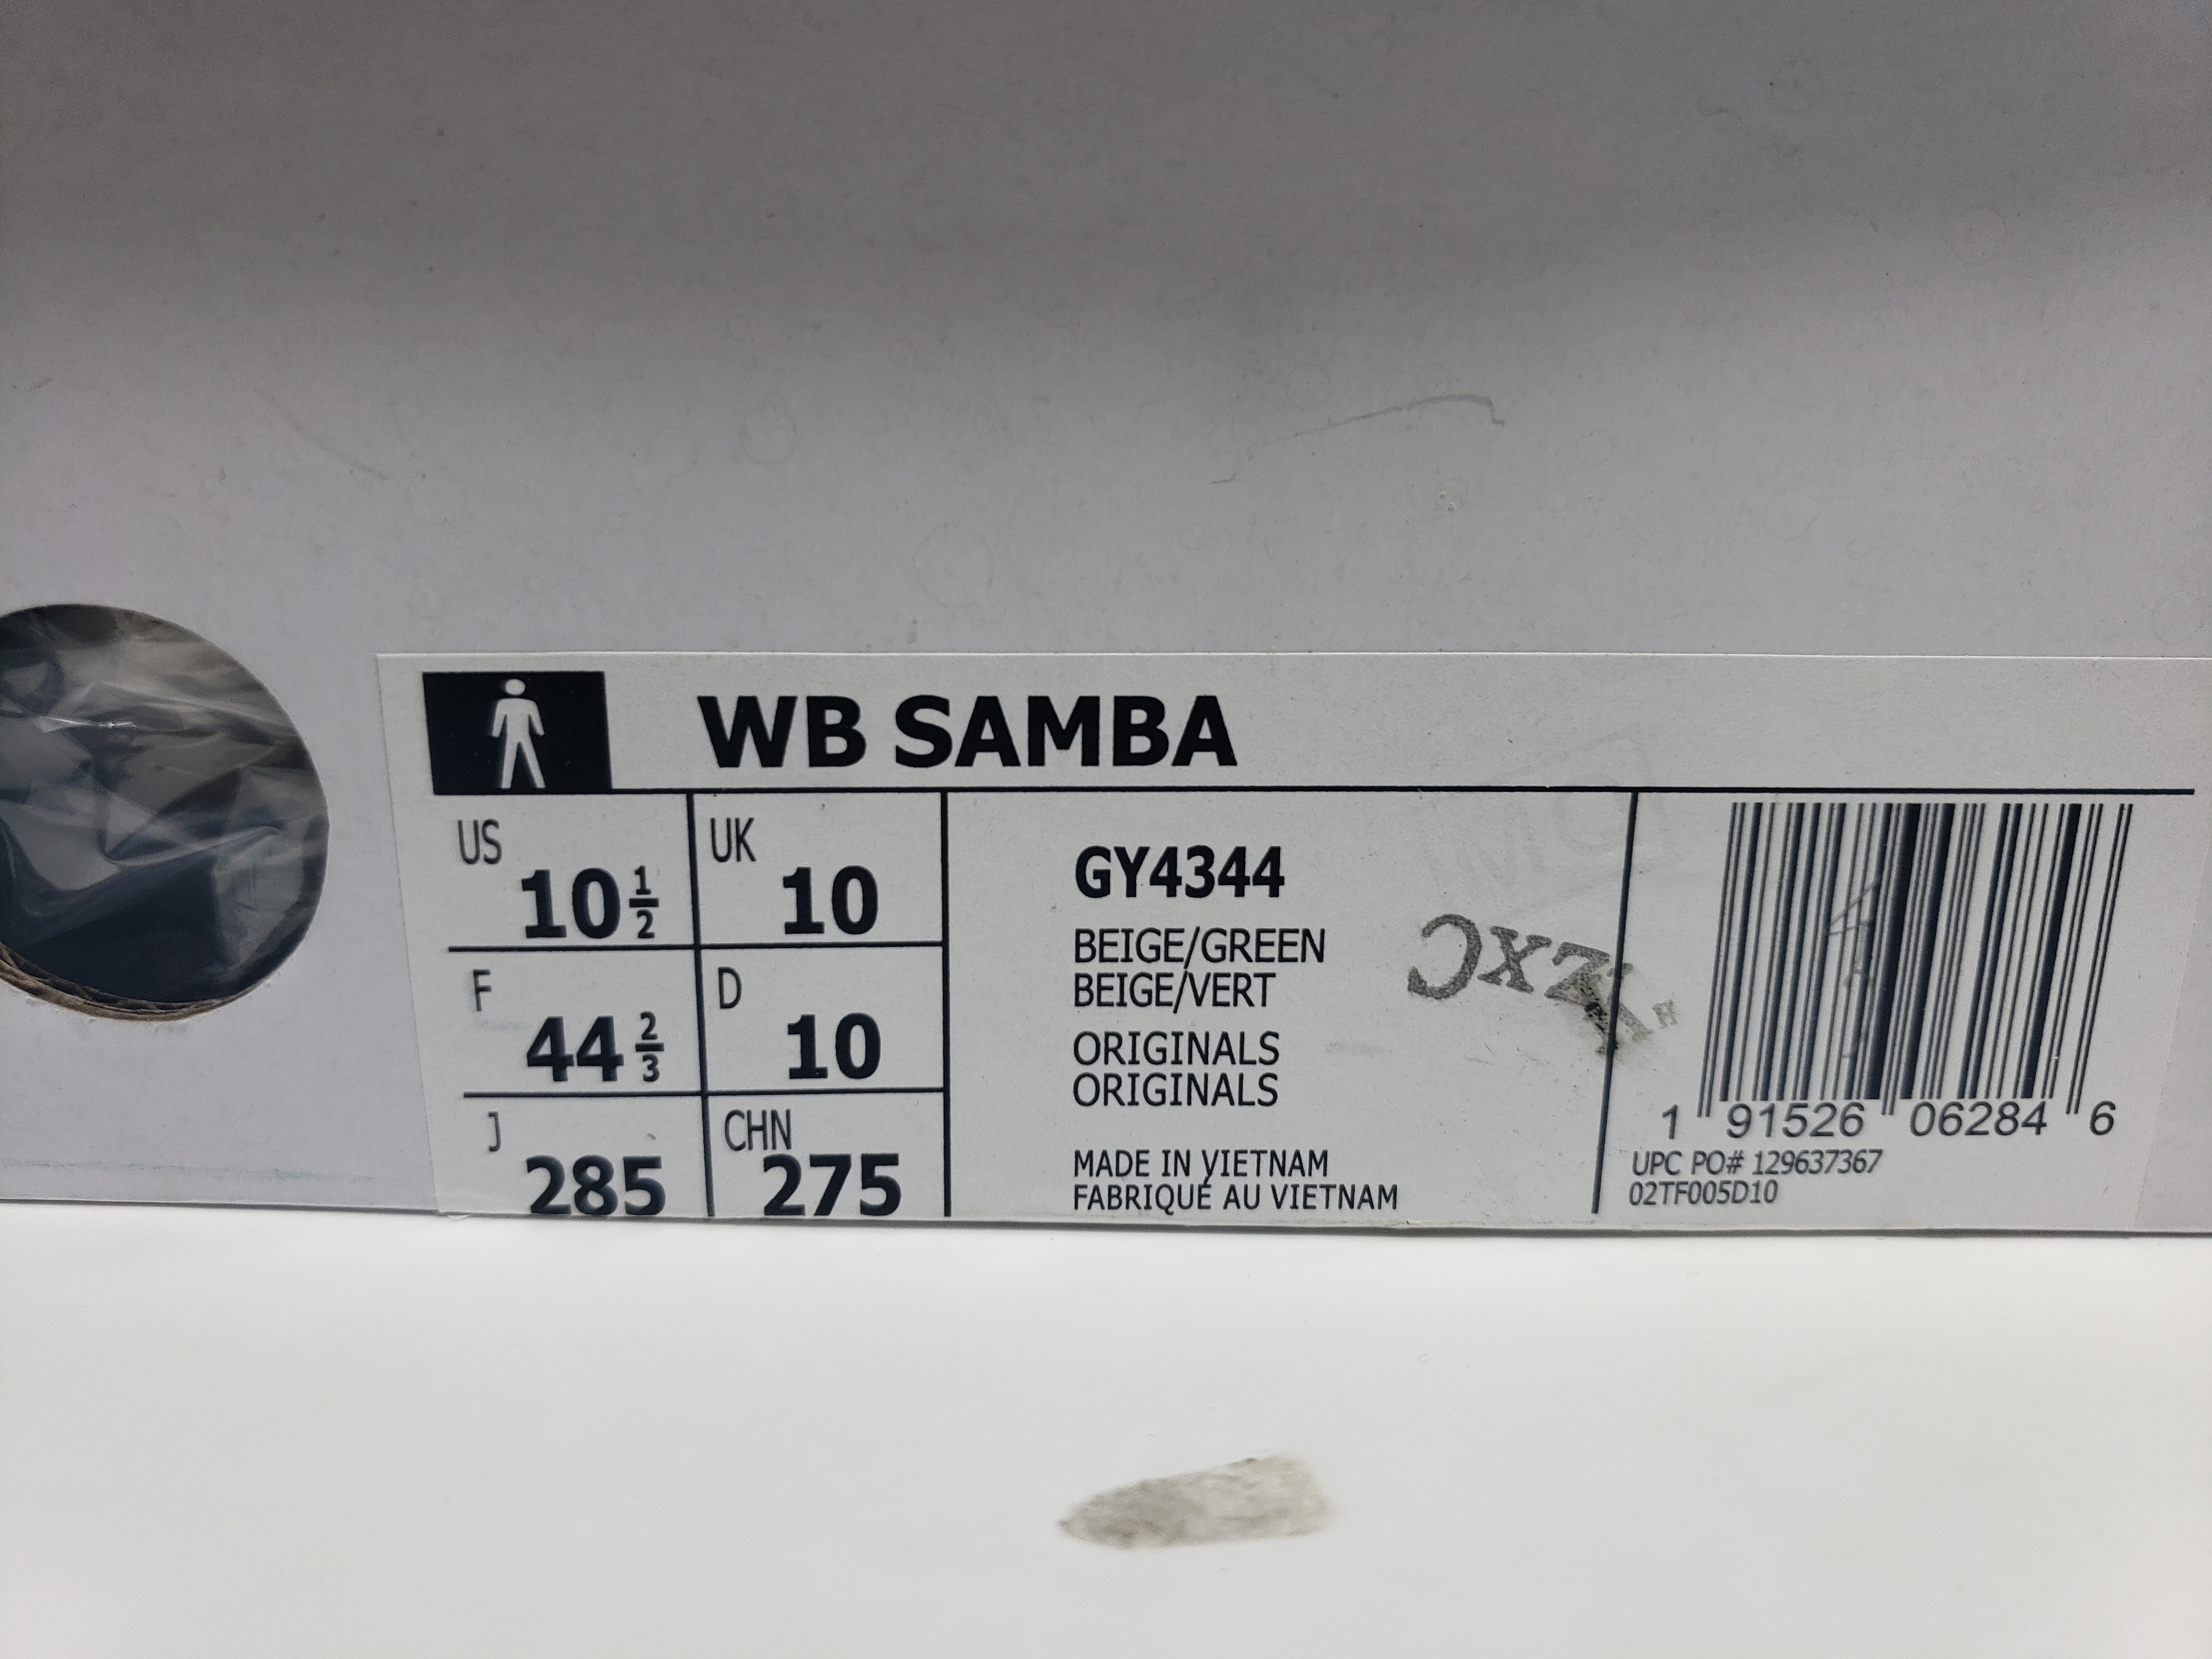 WB SAMBA
US 10 1/2 UK 10
F 44 2/3 D 10
J 285 CHN 275
GY4344
BEIGE/GREEN
BEIGE/VERT
ORIGINALS
ORIGINALS
MADE IN VIETNAM
FABRIQUÉ AU VIETNAM
1 91526 06284 6
UPC PO# 129637367
02TF005D10